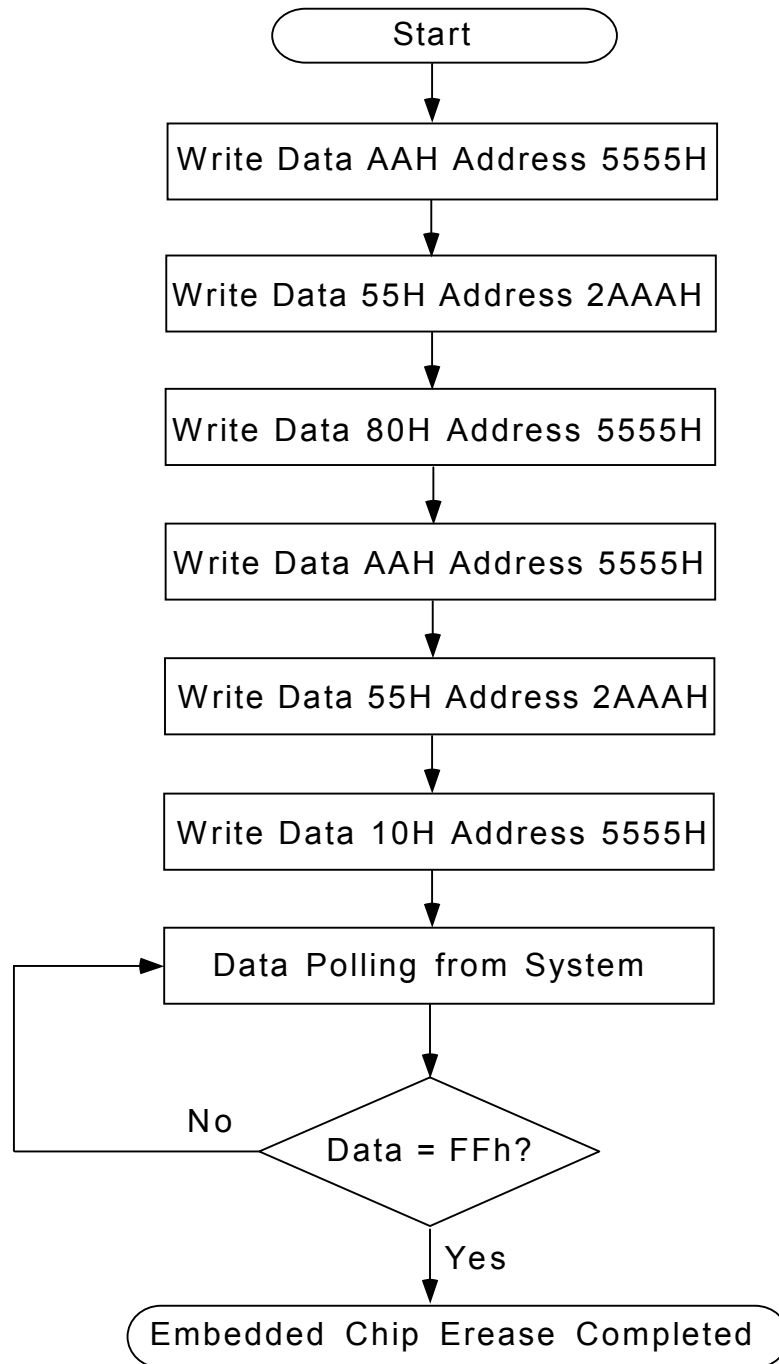 Start
Write Data AAH Address 5555H
Write Data 55H Address 2AAAH
Write Data 80H Address 5555H
Write Data AAH Address 5555H
Write Data 55H Address 2AAAH
Write Data 10H Address 5555H
Data Polling from System
No
Data = FFh?
Yes
Embedded Chip Erease Completed